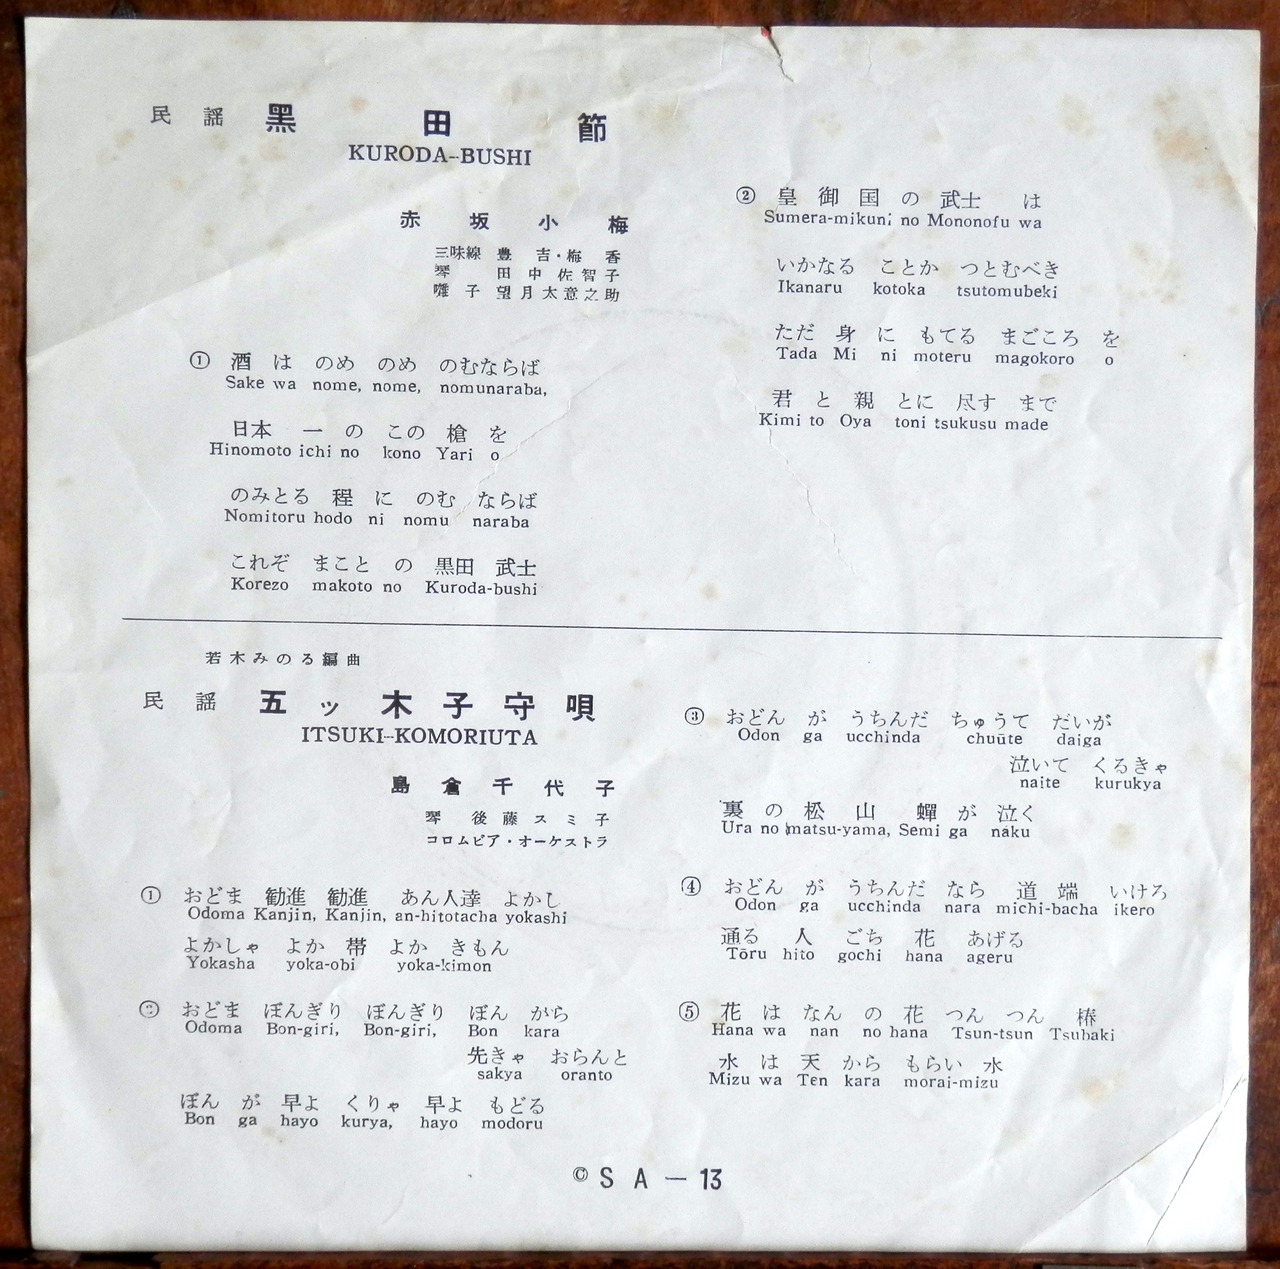 民謡 黑田節
KURODA-BUSHI
赤坂小梅
三味線 豊吉・梅香
琴 田中佐智子
囃子 望月太意之助
① 酒 は のめ のめ のむならば
Sake wa nome, nome, nomunaraba,
日本 一 の この 槍 を
Hinomoto ichi no kono Yari o
のみとる 程 に のむ ならば
Nomitoru hodo ni nomu naraba
これぞ まこと の 黒田 武士
Korezo makoto no Kuroda-bushi
② 皇 御 国 の 武士 は
Sumera-mikuni no Mononofu wa
いかなる ことか つとむべき
Ikanaru kotoka tsutomubeki
ただ 身 に もてる まごころ を
Tada Mi ni moteru magokoro o
君 と 親 とに 尽す まで
Kimi to Oya toni tsukusu made
若木みのる編曲
民謡 五ッ木子守唄
ITSUKI-KOMORIUTA
島倉千代子
琴 後藤スミ子
コロムビア・オーケストラ
① おどま 勧進 勧進 あん人達 よかし
Odoma Kanjin, Kanjin, an-hitotacha yokashi
よかしゃ よか 帯 よか きもん
Yokasha yoka-obi yoka-kimon
② おどま ぼんぎり ぼんぎり ぼん から
Odoma Bon-giri, Bon-giri, Bon kara
先きゃ おらんと
sakya oranto
ぼん が 早よ くりゃ 早よ もどる
Bon ga hayo kurya, hayo modoru
③ おどん が うちんだ ちゅうて だいが
Odon ga ucchinda chuūte daiga
泣いて くるきゃ
naite kurukya
裏 の 松 山 蟬 が 泣く
Ura no matsu-yama, Semi ga naku
④ おどん が うちんだ なら 道 端 いけろ
Odon ga ucchinda nara michi-bacha ikero
通る 人 ごち 花 あげる
Tōru hito gochi hana ageru
⑤ 花 は なん の 花 つん つん 椿
Hana wa nan no hana Tsun-tsun Tsubaki
水 は 天 から もらい 水
Mizu wa Ten kara morai-mizu
© S A - 13